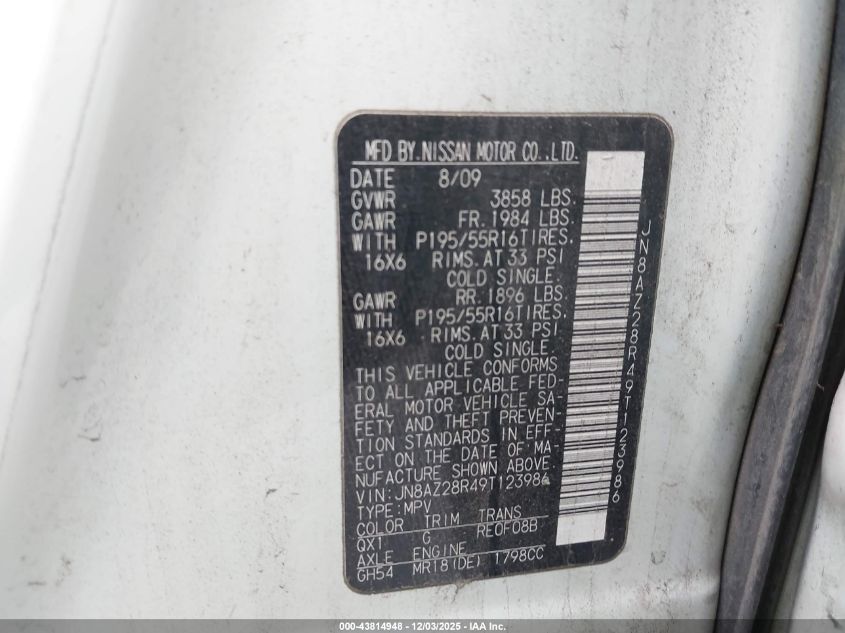 MFD BY.NISSAN MOTOR CO.,LTD.
DATE 8/09
GVWR 3858 LBS.
GAWR FR.1984 LBS.
WITH P195/55R16TIRES.
16X6 RIMS.AT 33 PSI
COLD SINGLE.
GAWR RR.1896 LBS.
WITH P195/55R16TIRES.
16X6 RIMS.AT 33 PSI
COLD SINGLE.
THIS VEHICLE CONFORMS
TO ALL APPLICABLE FED-
ERAL MOTOR VEHICLE SA-
FETY AND THEFT PREVEN-
TION STANDARDS IN EFF-
ECT ON THE DATE OF MA-
NUFACTURE SHOWN ABOVE.
VIN:JN8AZ28R49T123986
TYPE:MPV
COLOR TRIM TRANS
QX1 G RE0F08B
AXLE ENGINE
GH54 MR18(DE) 1798CC
JN8AZ28R49T123986
000-43814948 - 12/03/2025 - IAA Inc.